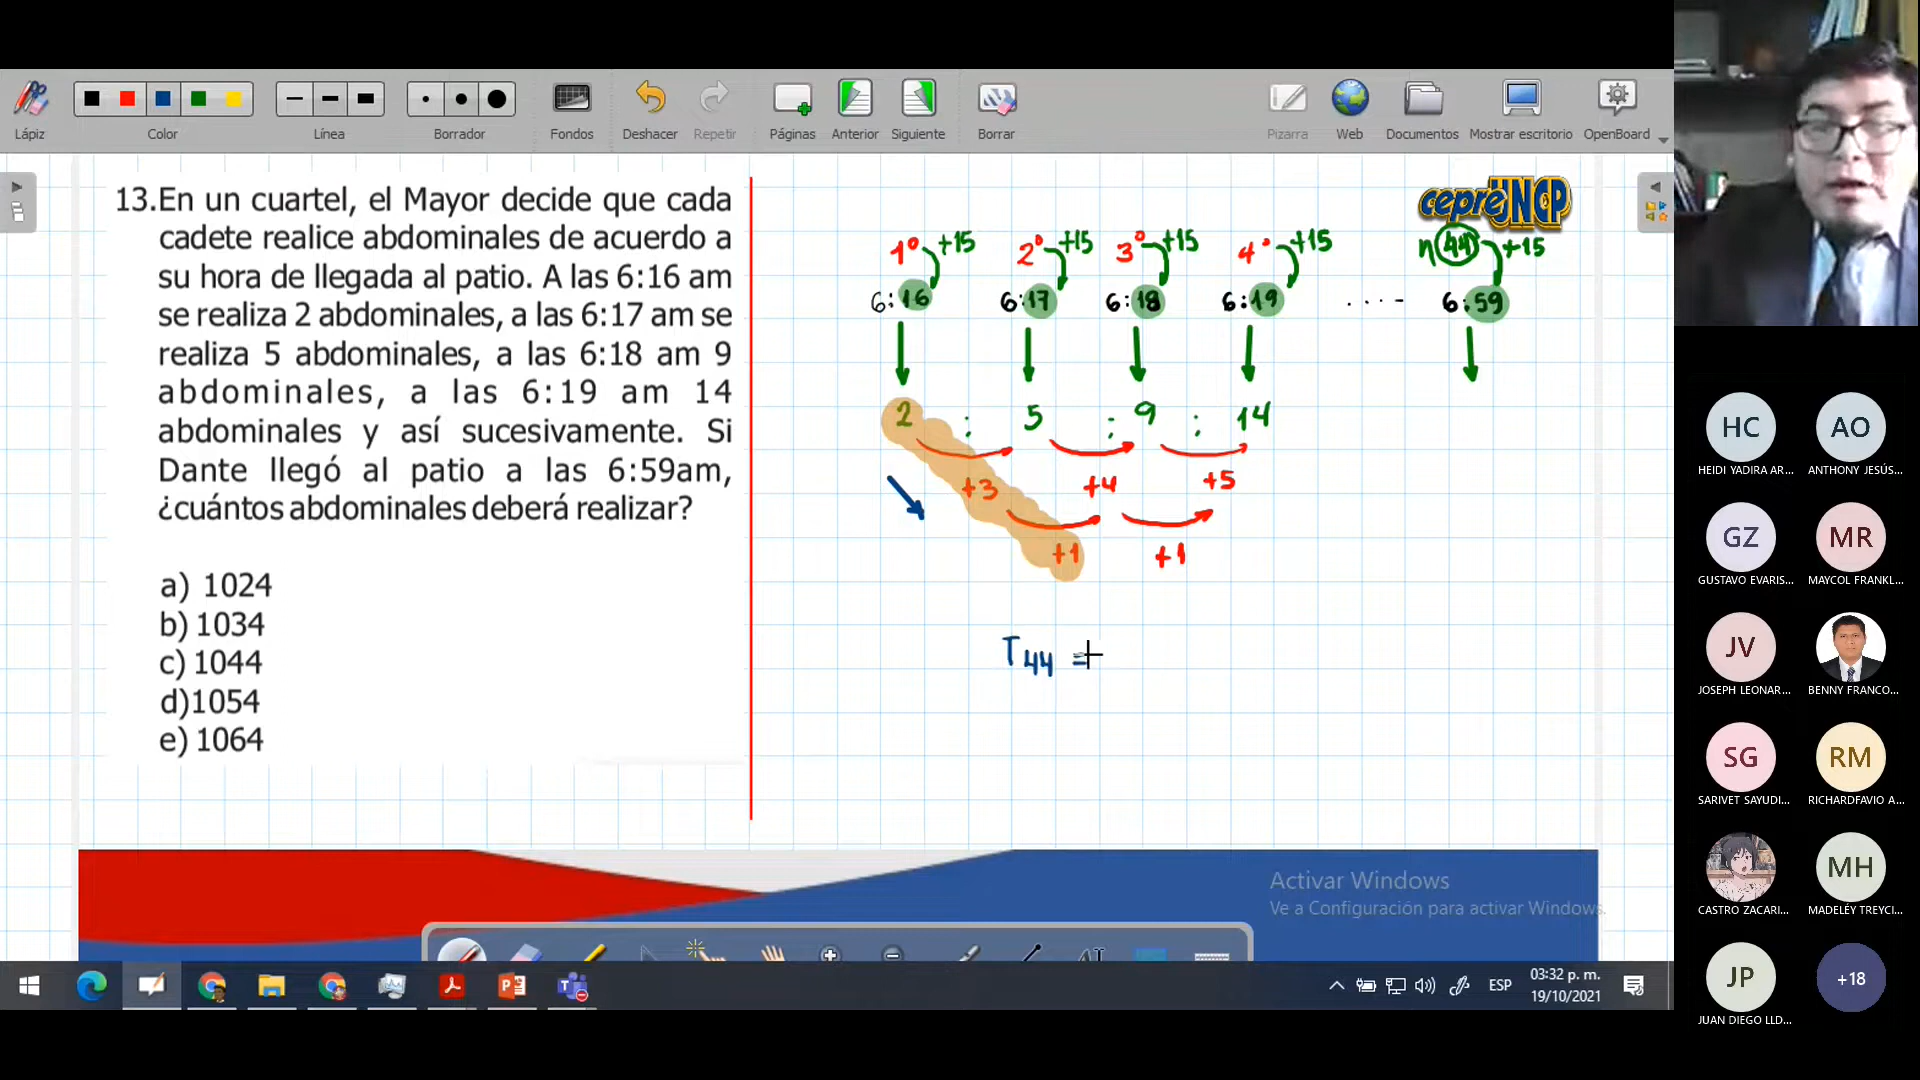 Lápiz
Color
Línea
Borrador
Fondos
Deshacer
Repetir
Páginas
Anterior
Siguiente
Borrar
Pizarra
Web
Documentos
Mostrar escritorio
OpenBoard
13.En un cuartel, el Mayor decide que cada
cadete realice abdominales de acuerdo a
su hora de llegada al patio. A las 6:16 am
se realiza 2 abdominales, a las 6:17 am se
realiza 5 abdominales, a las 6:18 am 9
abdominales, a las 6:19 am 14
abdominales y así sucesivamente. Si
Dante llegó al patio a las 6:59am,
¿cuántos abdominales deberá realizar?
a) 1024
b) 1034
c) 1044
d)1054
e) 1064
cepreUNCP
1° +15 2° +15 3° +15 4° +15 n 44 +15
6:16 6:17 6:18 6:19 ····- 6:59
2 ; 5 ; 9 ; 14
+3 +4 +5
+1 +1
T44 =
Activar Windows
Ve a Configuración para activar Windows.
HC
HEIDI YADIRA AR...
AO
ANTHONY JESÚS...
GZ
GUSTAVO EVARIS...
MR
MAYCOL FRANKL...
JV
JOSEPH LEONAR...
BENNY FRANCO...
SG
SARIVET SAYUDI...
RM
RICHARDFAVIO A...
CASTRO ZACARI...
MH
MADELÉY TREYCI...
JP
JUAN DIEGO LLD...
+18
ESP
03:32 p. m.
19/10/2021